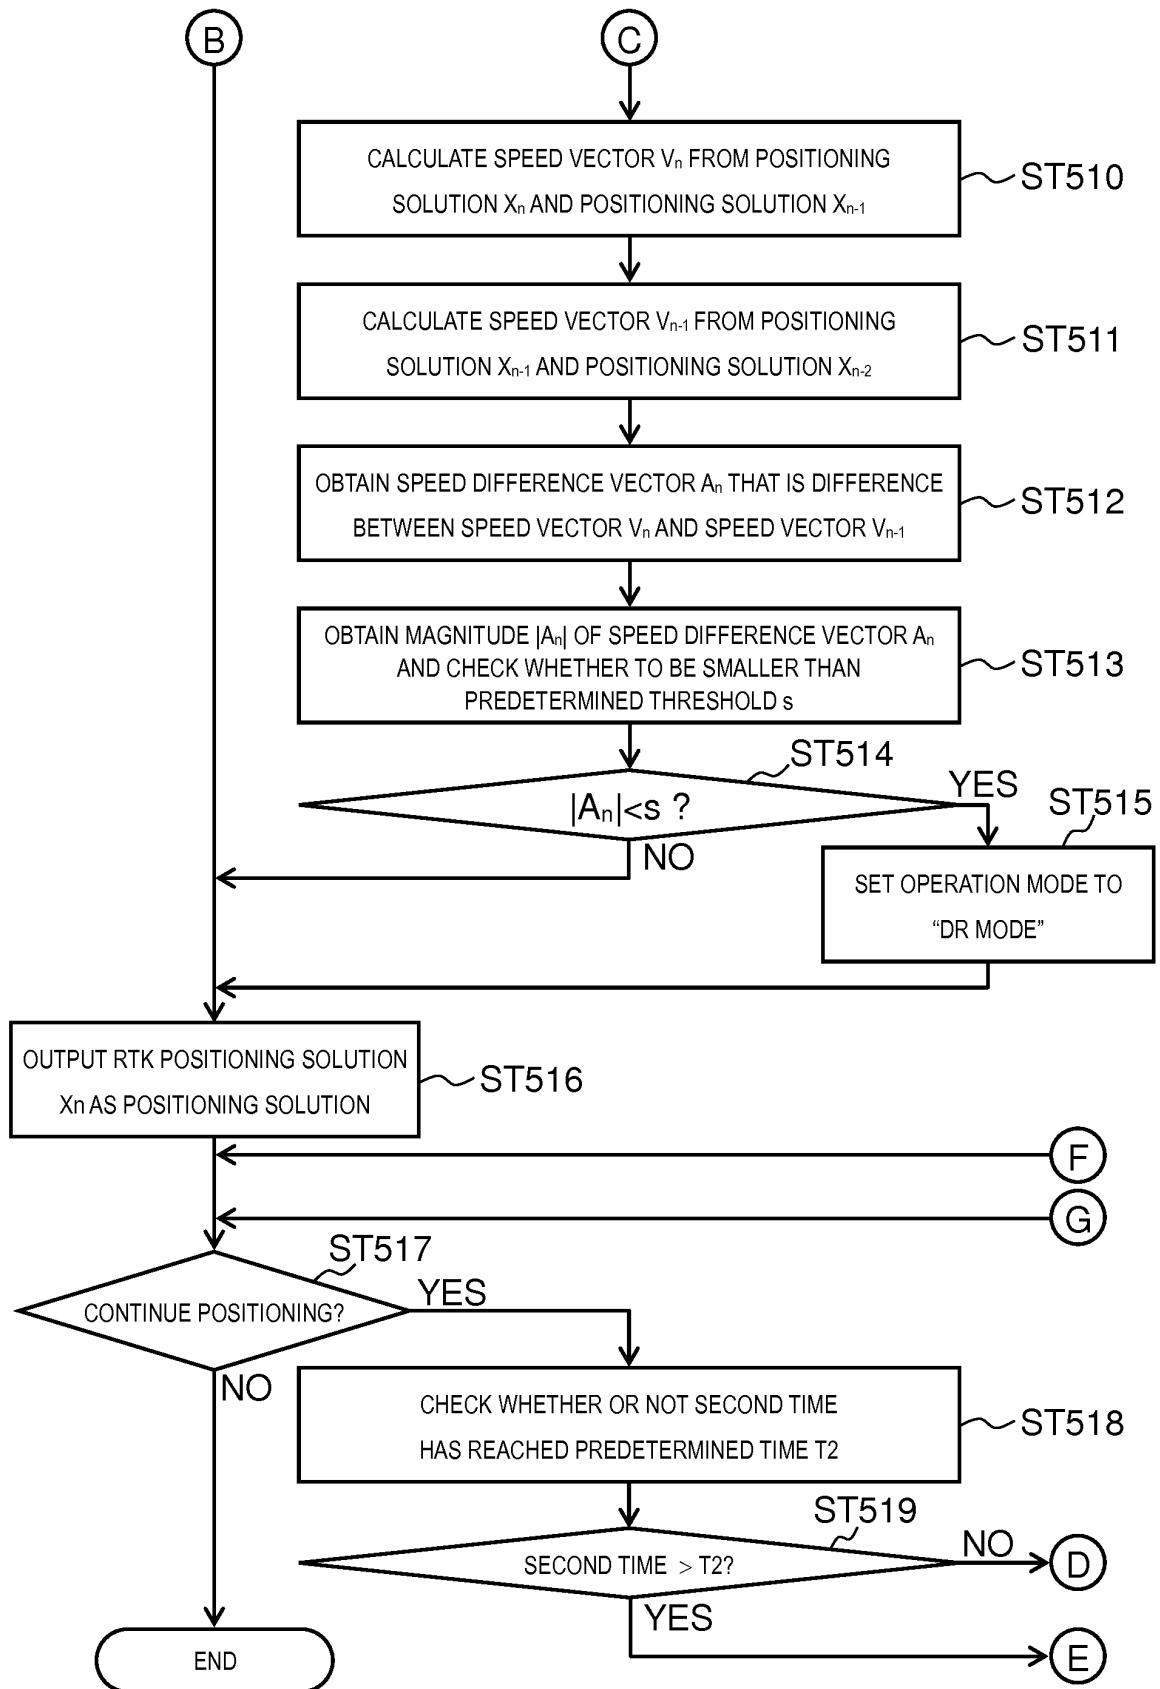 B
C
CALCULATE SPEED VECTOR Vn FROM POSITIONING
SOLUTION Xn AND POSITIONING SOLUTION Xn-1
ST510
CALCULATE SPEED VECTOR Vn-1 FROM POSITIONING
SOLUTION Xn-1 AND POSITIONING SOLUTION Xn-2
ST511
OBTAIN SPEED DIFFERENCE VECTOR An THAT IS DIFFERENCE
BETWEEN SPEED VECTOR Vn AND SPEED VECTOR Vn-1
ST512
OBTAIN MAGNITUDE |An| OF SPEED DIFFERENCE VECTOR An
AND CHECK WHETHER TO BE SMALLER THAN
PREDETERMINED THRESHOLD s
ST513
ST514
|An|<s ?
YES
NO
ST515
SET OPERATION MODE TO
“DR MODE”
OUTPUT RTK POSITIONING SOLUTION
Xn AS POSITIONING SOLUTION
ST516
F
G
ST517
CONTINUE POSITIONING?
YES
NO
CHECK WHETHER OR NOT SECOND TIME
HAS REACHED PREDETERMINED TIME T2
ST518
ST519
SECOND TIME > T2?
NO
D
YES
E
END